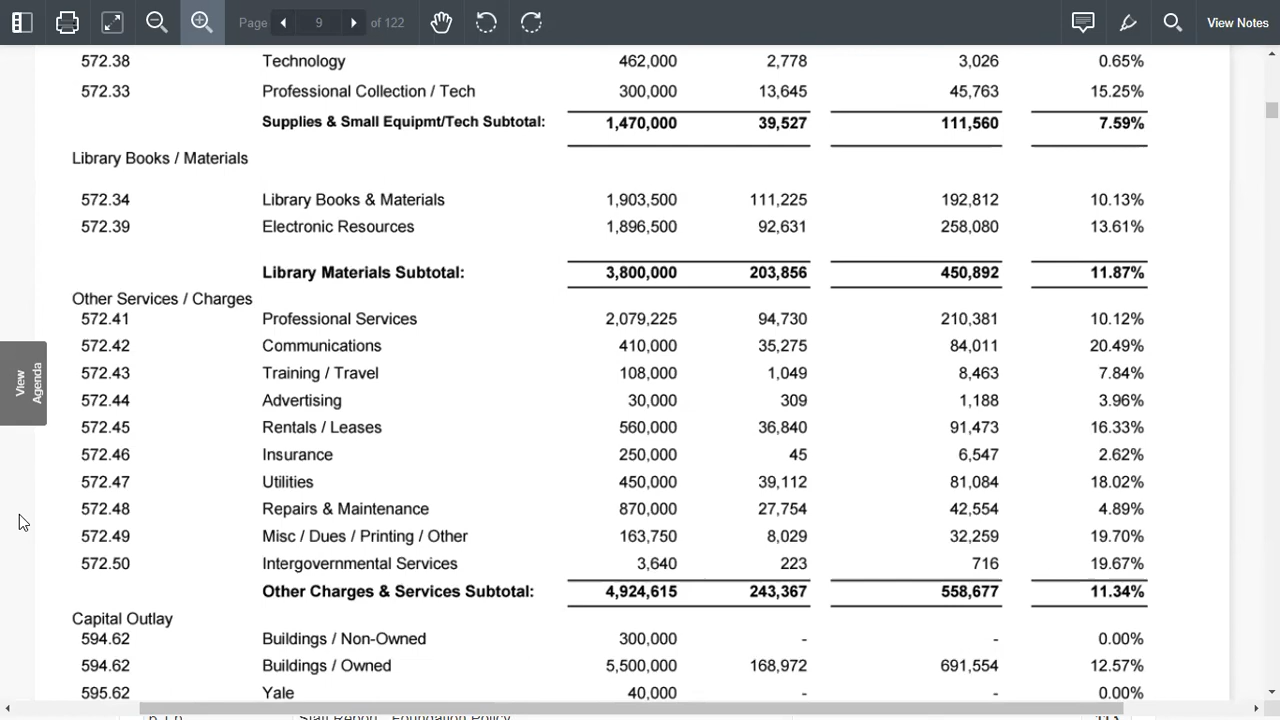 Page 9 of 122 View Notes
572.38 Technology 462,000 2,778 3,026 0.65%
572.33 Professional Collection / Tech 300,000 13,645 45,763 15.25%
Supplies & Small Equipmt/Tech Subtotal: 1,470,000 39,527 111,560 7.59%
Library Books / Materials
572.34 Library Books & Materials 1,903,500 111,225 192,812 10.13%
572.39 Electronic Resources 1,896,500 92,631 258,080 13.61%
Library Materials Subtotal: 3,800,000 203,856 450,892 11.87%
Other Services / Charges
572.41 Professional Services 2,079,225 94,730 210,381 10.12%
572.42 Communications 410,000 35,275 84,011 20.49%
572.43 Training / Travel 108,000 1,049 8,463 7.84%
View Agenda
572.44 Advertising 30,000 309 1,188 3.96%
572.45 Rentals / Leases 560,000 36,840 91,473 16.33%
572.46 Insurance 250,000 45 6,547 2.62%
572.47 Utilities 450,000 39,112 81,084 18.02%
572.48 Repairs & Maintenance 870,000 27,754 42,554 4.89%
572.49 Misc / Dues / Printing / Other 163,750 8,029 32,259 19.70%
572.50 Intergovernmental Services 3,640 223 716 19.67%
Other Charges & Services Subtotal: 4,924,615 243,367 558,677 11.34%
Capital Outlay
594.62 Buildings / Non-Owned 300,000 - - 0.00%
594.62 Buildings / Owned 5,500,000 168,972 691,554 12.57%
595.62 Yale 40,000 - - 0.00%
Staff Report - Foundation Policy